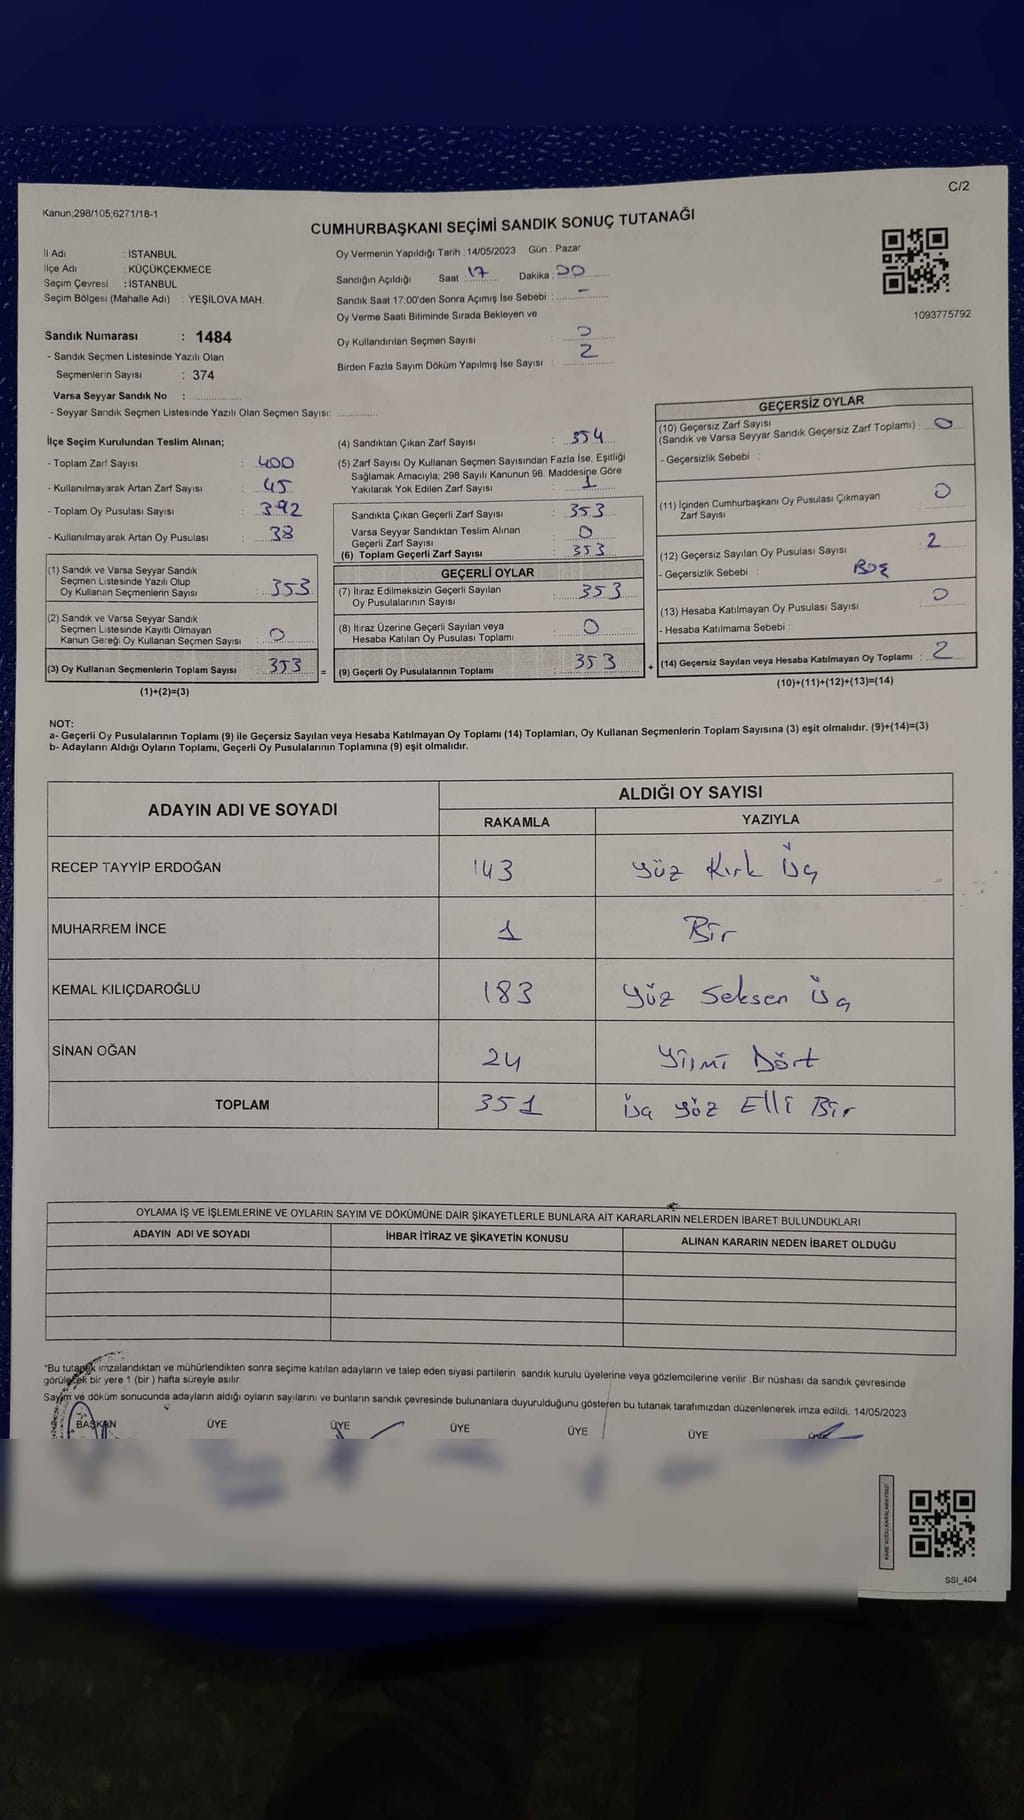 C/2
Kanun;298/105;6271/18-1
CUMHURBAŞKANI SEÇİMİ SANDIK SONUÇ TUTANAĞI
İl Adı : İSTANBUL
İlçe Adı : KÜÇÜKÇEKMECE
Seçim Çevresi : İSTANBUL
Seçim Bölgesi (Mahalle Adı) : YEŞİLOVA MAH.
Oy Vermenin Yapıldığı Tarih : 14/05/2023 Gün : Pazar
Sandığın Açıldığı Saat : 17 Dakika : 00
Sandık Saat 17:00'den Sonra Açımış İse Sebebi : -
Oy Verme Saati Bitiminde Sırada Bekleyen ve
Oy Kullandırılan Seçmen Sayısı : 0
Birden Fazla Sayım Döküm Yapılmış İse Sayısı : 2
1093775792
Sandık Numarası : 1484
- Sandık Seçmen Listesinde Yazılı Olan
Seçmenlerin Sayısı : 374
Varsa Seyyar Sandık No :
- Seyyar Sandık Seçmen Listesinde Yazılı Olan Seçmen Sayısı:
İlçe Seçim Kurulundan Teslim Alınan;
- Toplam Zarf Sayısı : 400
- Kullanılmayarak Artan Zarf Sayısı : 45
- Toplam Oy Pusulası Sayısı : 392
- Kullanılmayarak Artan Oy Pusulası : 38
(1) Sandık ve Varsa Seyyar Sandık
Seçmen Listesinde Yazılı Olup
Oy Kullanan Seçmenlerin Sayısı : 353
(2) Sandık ve Varsa Seyyar Sandık
Seçmen Listesinde Kayıtlı Olmayan
Kanun Gereği Oy Kullanan Seçmen Sayısı : 0
(3) Oy Kullanan Seçmenlerin Toplam Sayısı : 353
(1)+(2)=(3)
(4) Sandıktan Çıkan Zarf Sayısı : 354
(5) Zarf Sayısı Oy Kullanan Seçmen Sayısından Fazla İse, Eşitliği
Sağlamak Amacıyla; 298 Sayılı Kanunun 98. Maddesine Göre
Yakılarak Yok Edilen Zarf Sayısı : 1
Sandıkta Çıkan Geçerli Zarf Sayısı : 353
Varsa Seyyar Sandıktan Teslim Alınan
Geçerli Zarf Sayısı : 0
(6) Toplam Geçerli Zarf Sayısı : 353
GEÇERLİ OYLAR
(7) İtiraz Edilmeksizin Geçerli Sayılan
Oy Pusulalarının Sayısı : 353
(8) İtiraz Üzerine Geçerli Sayılan veya
Hesaba Katılan Oy Pusulası Toplamı : 0
= (9) Geçerli Oy Pusulalarının Toplamı : 353 +
GEÇERSİZ OYLAR
(10) Geçersiz Zarf Sayısı
(Sandık ve Varsa Seyyar Sandık Geçersiz Zarf Toplamı) : 0
- Geçersizlik Sebebi :
(11) İçinden Cumhurbaşkanı Oy Pusulası Çıkmayan
Zarf Sayısı 0
(12) Geçersiz Sayılan Oy Pusulası Sayısı 2
- Geçersizlik Sebebi : Boş
(13) Hesaba Katılmayan Oy Pusulası Sayısı 0
- Hesaba Katılmama Sebebi :
(14) Geçersiz Sayılan veya Hesaba Katılmayan Oy Toplamı : 2
(10)+(11)+(12)+(13)=(14)
NOT:
a- Geçerli Oy Pusulalarının Toplamı (9) ile Geçersiz Sayılan veya Hesaba Katılmayan Oy Toplamı (14) Toplamları, Oy Kullanan Seçmenlerin Toplam Sayısına (3) eşit olmalıdır. (9)+(14)=(3)
b- Adayların Aldığı Oyların Toplamı, Geçerli Oy Pusulalarının Toplamına (9) eşit olmalıdır.
ADAYIN ADI VE SOYADI ALDIĞI OY SAYISI
RAKAMLA YAZIYLA
RECEP TAYYİP ERDOĞAN 143 Yüz Kırk üç
MUHARREM İNCE 1 Bir
KEMAL KILIÇDAROĞLU 183 Yüz Seksen üç
SİNAN OĞAN 24 Yirmi Dört
TOPLAM 351 üç yüz Elli Bir
OYLAMA İŞ VE İŞLEMLERİNE VE OYLARIN SAYIM VE DÖKÜMÜNE DAİR ŞİKAYETLERLE BUNLARA AİT KARARLARIN NELERDEN İBARET BULUNDUKLARI
ADAYIN ADI VE SOYADI İHBAR İTİRAZ VE ŞİKAYETİN KONUSU ALINAN KARARIN NEDEN İBARET OLDUĞU
*Bu tutanak imzalandıktan ve mühürlendikten sonra seçime katılan adayların ve talep eden siyasi partilerin sandık kurulu üyelerine veya gözlemcilerine verilir .Bir nüshası da sandık çevresinde
görülecek bir yere 1 (bir ) hafta süreyle asılır
Sayım ve döküm sonucunda adayların aldığı oyların sayılarını ve bunların sandık çevresinde bulunanlara duyurulduğunu gösteren bu tutanak tarafımızdan düzenlenerek imza edildi. 14/05/2023
BAŞKAN ÜYE ÜYE ÜYE ÜYE ÜYE ÜYE
SSI_404